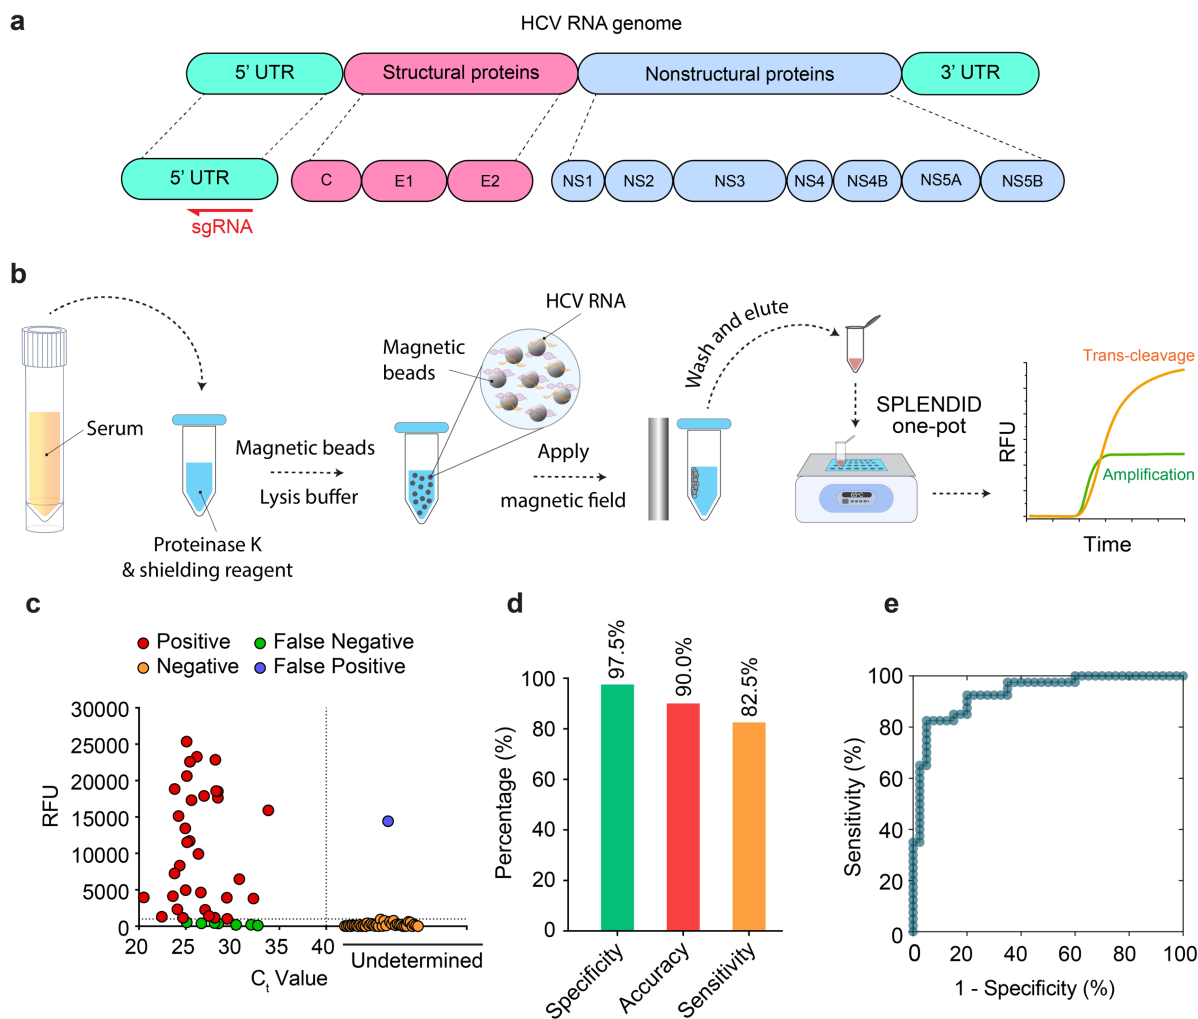 a
HCV RNA genome
5’ UTR
Structural proteins
Nonstructural proteins
3’ UTR
5’ UTR
C
E1
E2
NS1
NS2
NS3
NS4
NS4B
NS5A
NS5B
sgRNA
b
Serum
Proteinase K
& shielding reagent
Magnetic beads
Lysis buffer
Magnetic
beads
HCV RNA
Apply
magnetic field
Wash and elute
SPLENDID
one-pot
65°C
RFU
Trans-cleavage
Amplification
Time
c
Positive
False Negative
Negative
False Positive
RFU
30000
25000
20000
15000
10000
5000
0
20
25
30
35
40
Undetermined
Ct Value
d
Percentage (%)
100
80
60
40
20
0
97.5%
90.0%
82.5%
Specificity
Accuracy
Sensitivity
e
Sensitivity (%)
100
80
60
40
20
0
0
20
40
60
80
100
1 - Specificity (%)